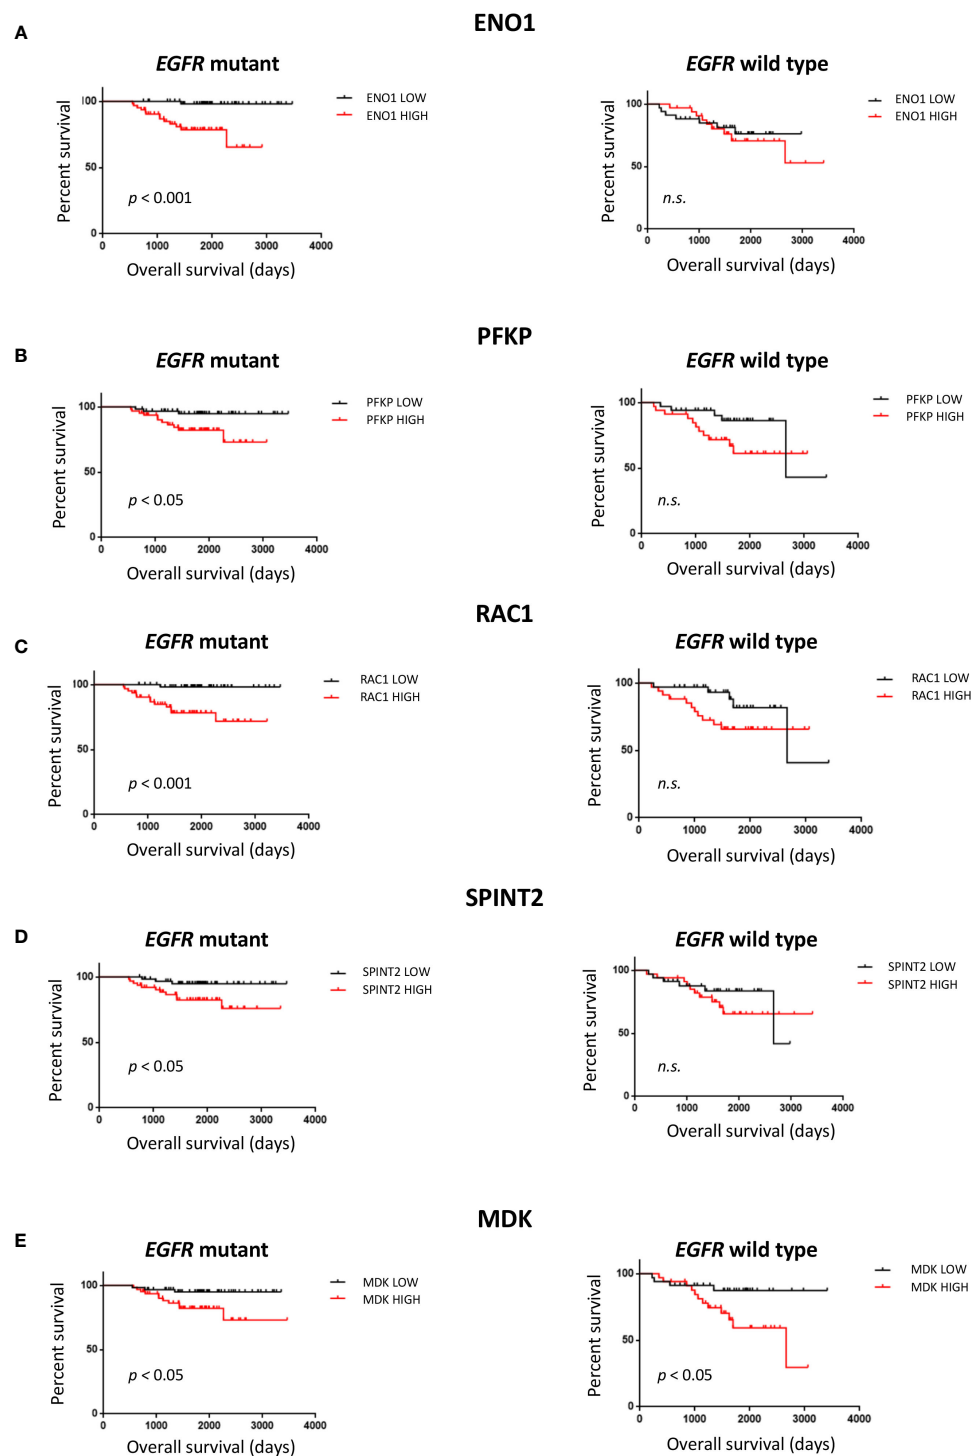 A
ENO1
EGFR mutant
EGFR wild type
Percent survival
100
50
0
0 1000 2000 3000 4000
Overall survival (days)
p < 0.001
ENO1 LOW
ENO1 HIGH
Percent survival
100
50
0
0 1000 2000 3000 4000
Overall survival (days)
n.s.
ENO1 LOW
ENO1 HIGH
B
PFKP
EGFR mutant
EGFR wild type
Percent survival
100
50
0
0 1000 2000 3000 4000
Overall survival (days)
p < 0.05
PFKP LOW
PFKP HIGH
Percent survival
100
50
0
0 1000 2000 3000 4000
Overall survival (days)
n.s.
PFKP LOW
PFKP HIGH
C
RAC1
EGFR mutant
EGFR wild type
Percent survival
100
50
0
0 1000 2000 3000 4000
Overall survival (days)
p < 0.001
RAC1 LOW
RAC1 HIGH
Percent survival
100
50
0
0 1000 2000 3000 4000
Overall survival (days)
n.s.
RAC1 LOW
RAC1 HIGH
D
SPINT2
EGFR mutant
EGFR wild type
Percent survival
100
50
0
0 1000 2000 3000 4000
Overall survival (days)
p < 0.05
SPINT2 LOW
SPINT2 HIGH
Percent survival
100
50
0
0 1000 2000 3000 4000
Overall survival (days)
n.s.
SPINT2 LOW
SPINT2 HIGH
E
MDK
EGFR mutant
EGFR wild type
Percent survival
100
50
0
0 1000 2000 3000 4000
Overall survival (days)
p < 0.05
MDK LOW
MDK HIGH
Percent survival
100
50
0
0 1000 2000 3000 4000
Overall survival (days)
p < 0.05
MDK LOW
MDK HIGH